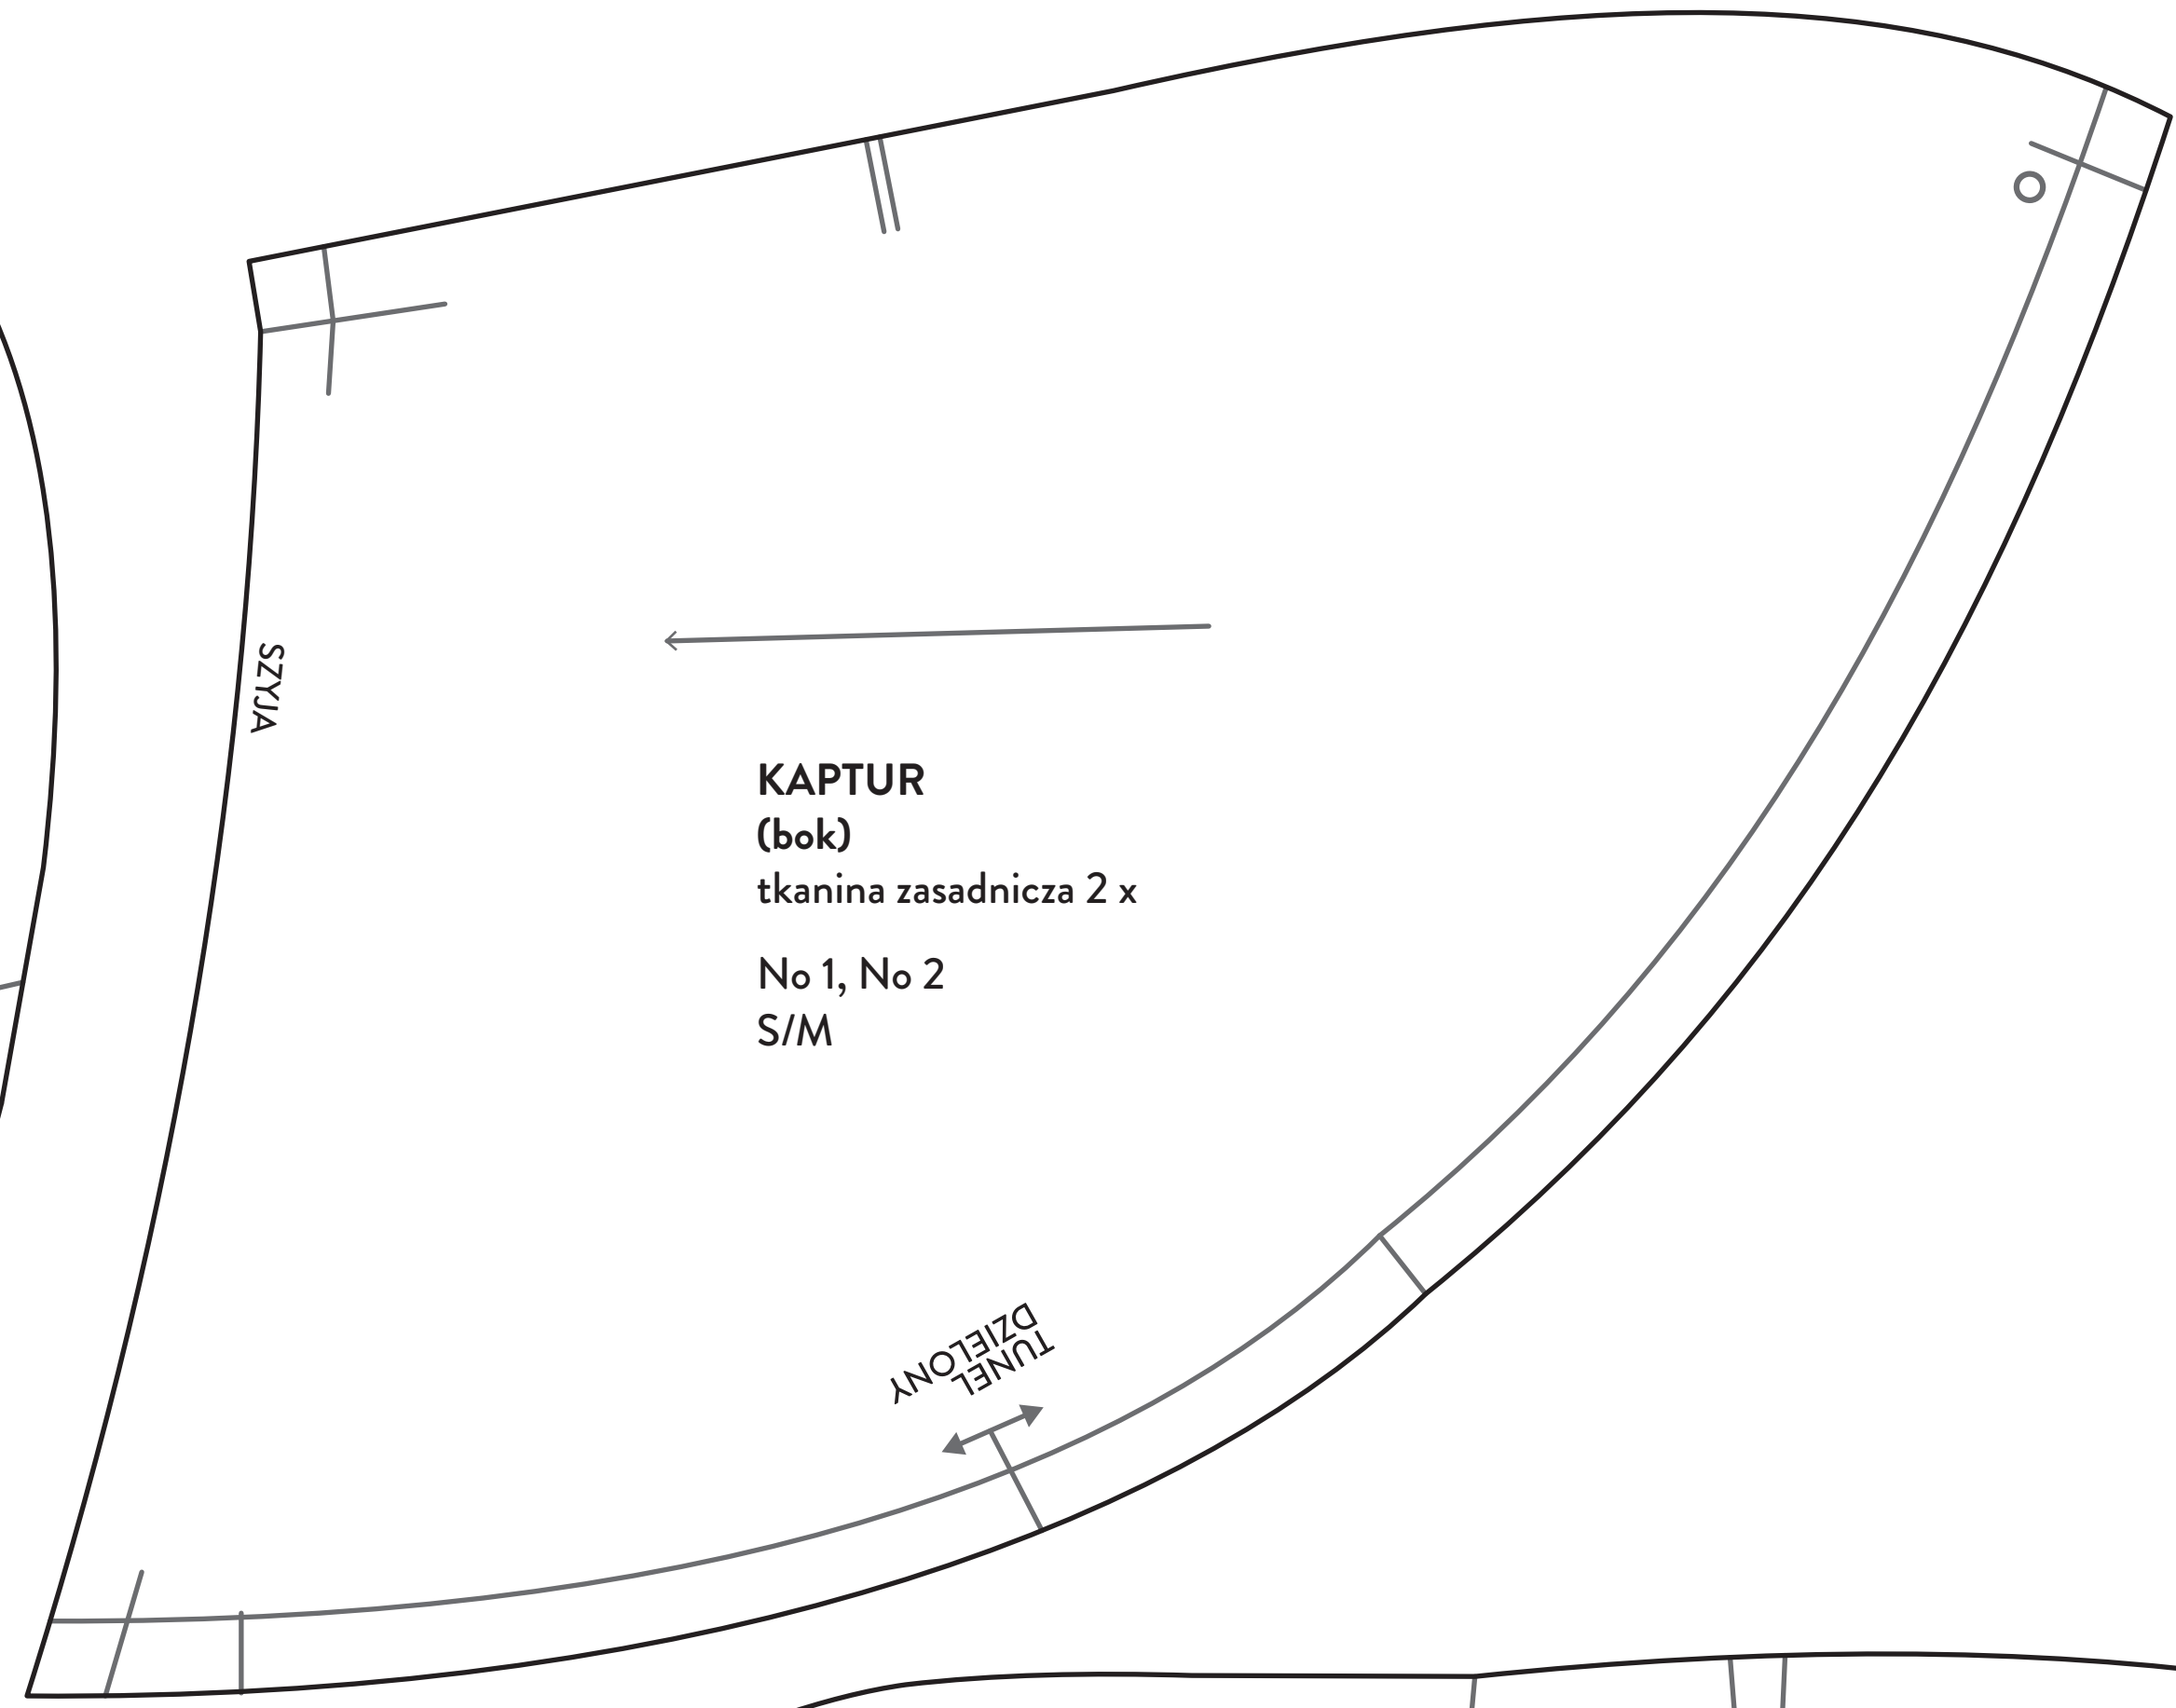 SZYJA
KAPTUR
(bok)
tkanina zasadnicza 2 x
No 1, No 2
S/M
TUNEL
DZIELONY